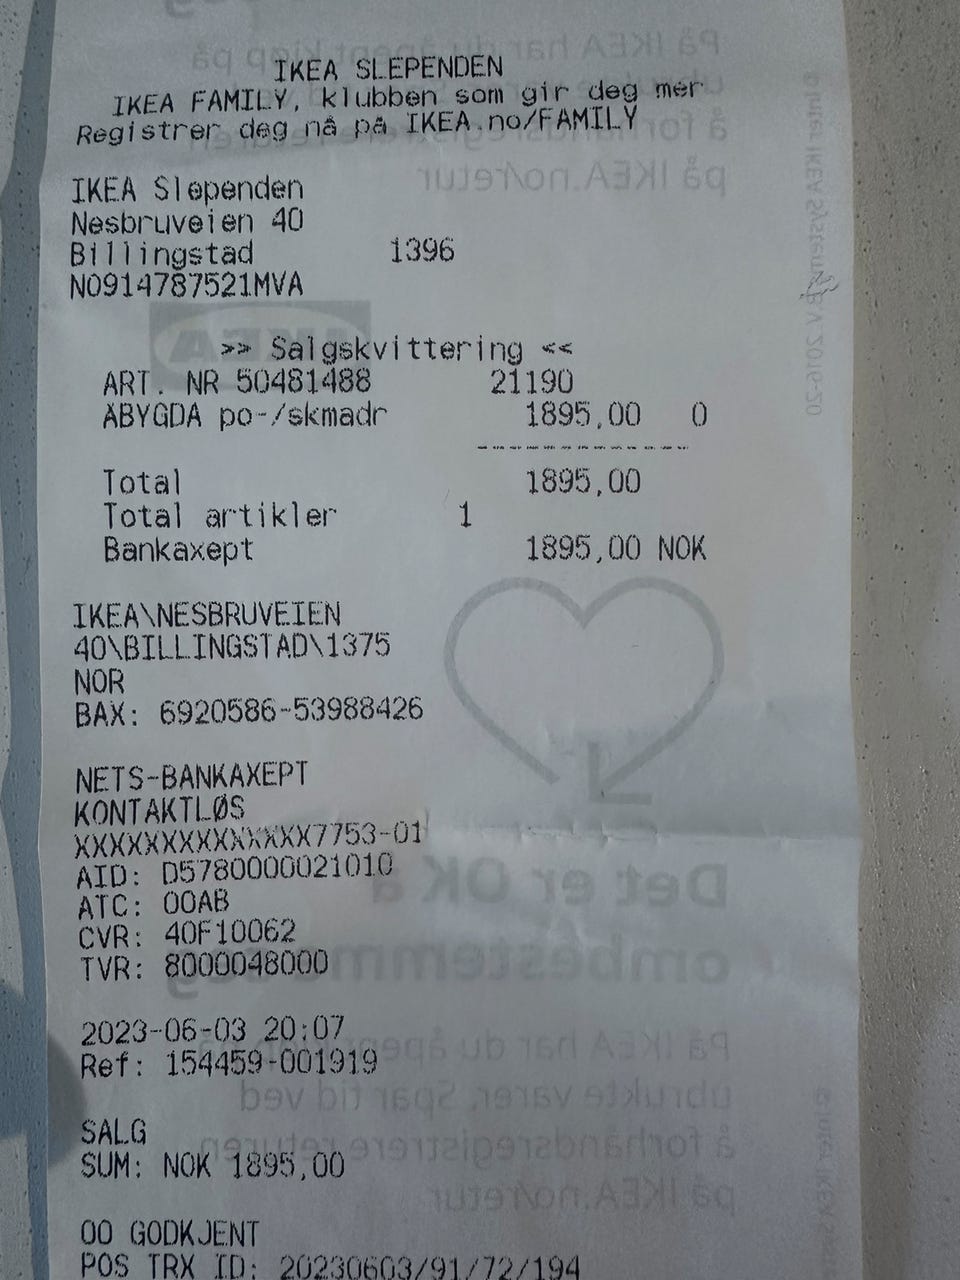 IKEA SLEPENDEN
IKEA FAMILY, klubben som gir deg mer
Registrer deg nå på IKEA.no/FAMILY
IKEA Slependen
Nesbruveien 40
Billingstad 1396
NO914787521MVA
>> Salgskvittering <<
ART. NR 50481488 21190
ÄBYGDA po-/skmadr 1895,00 0
Total 1895,00
Total artikler 1
Bankaxept 1895,00 NOK
IKEA\NESBRUVEIEN
40\BILLINGSTAD\1375
NOR
BAX: 6920586-53988426
NETS-BANKAXEPT
KONTAKTLØS
XXXXXXXXXXXXXXX7753-01
AID: D5780000021010
ATC: 00AB
CVR: 40F10062
TVR: 8000048000
2023-06-03 20:07
Ref: 154459-001919
SALG
SUM: NOK 1895,00
00 GODKJENT
POS TRX ID: 20230603/91/72/194